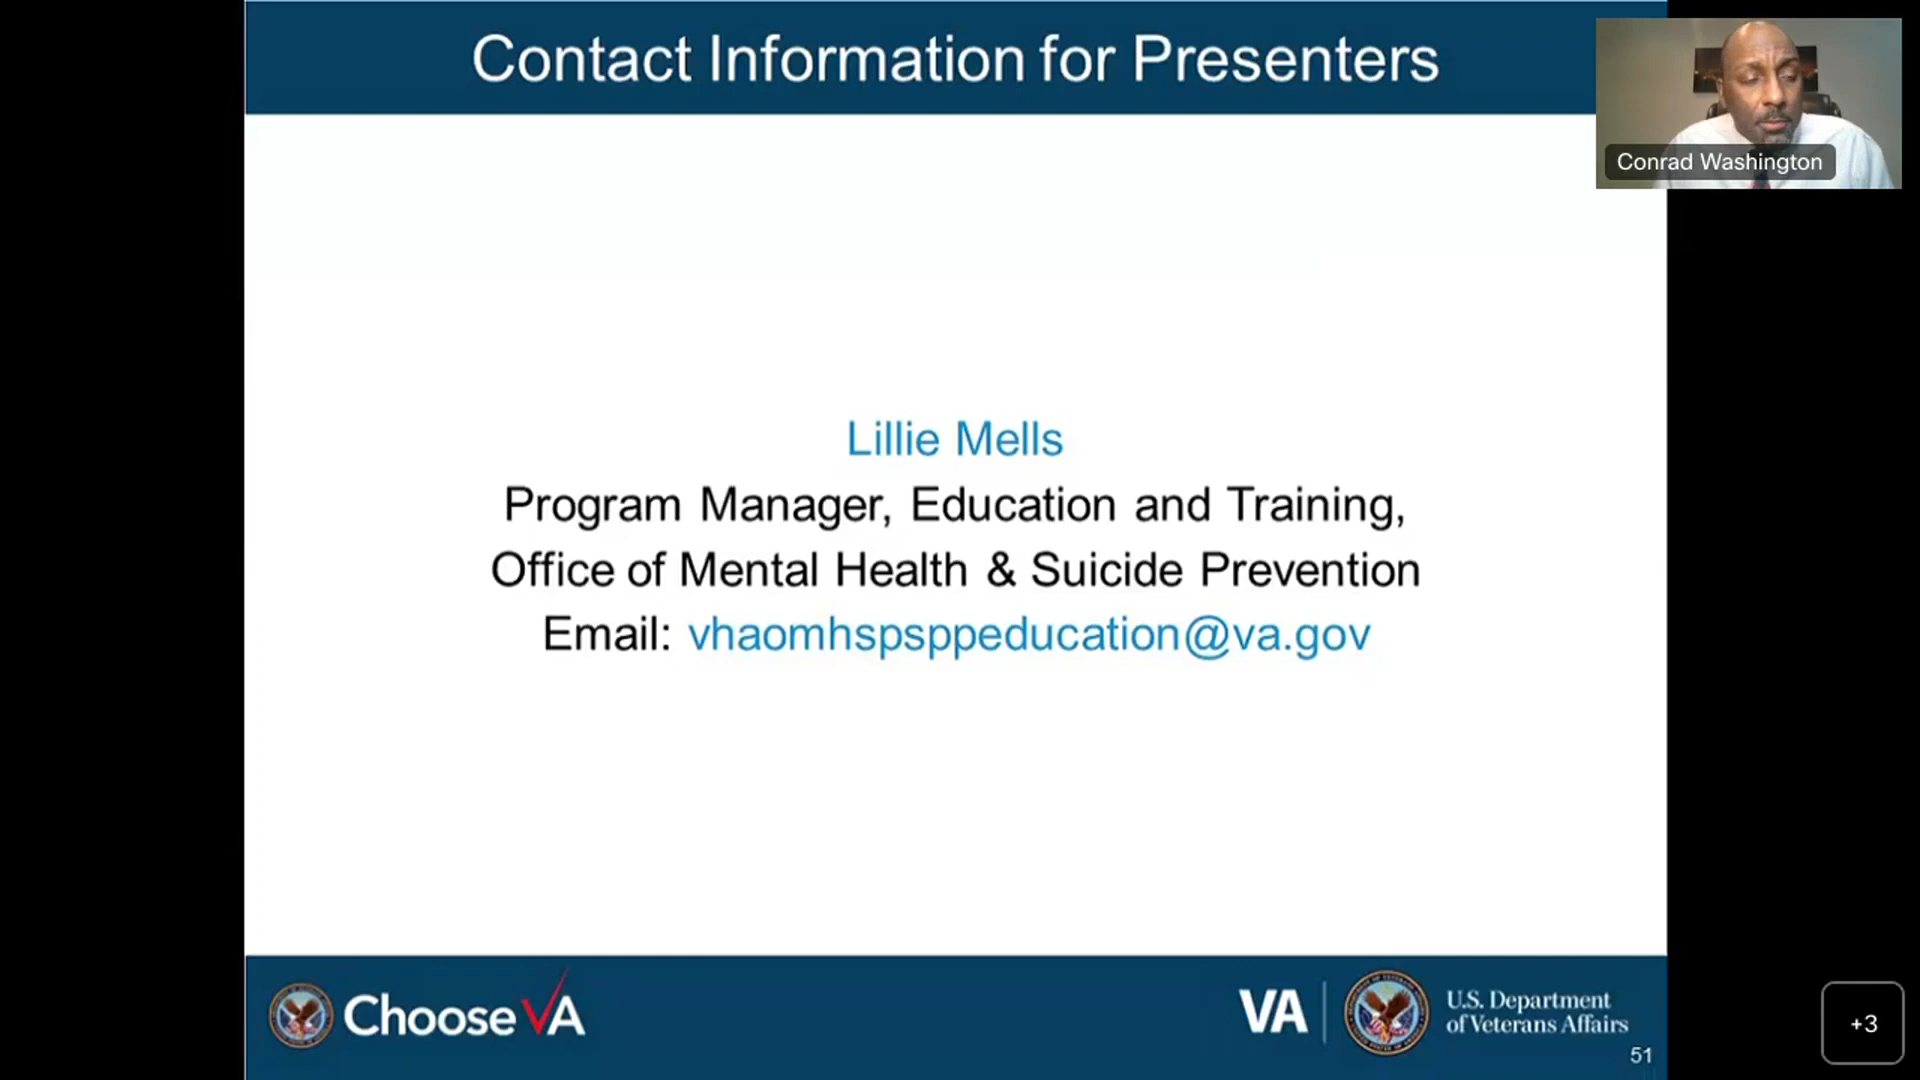 Contact Information for Presenters
Conrad Washington
Lillie Mells
Program Manager, Education and Training,
Office of Mental Health & Suicide Prevention
Email: vhaomhspsppeducation@va.gov
Choose VA
VA
U.S. Department
of Veterans Affairs
51
+3